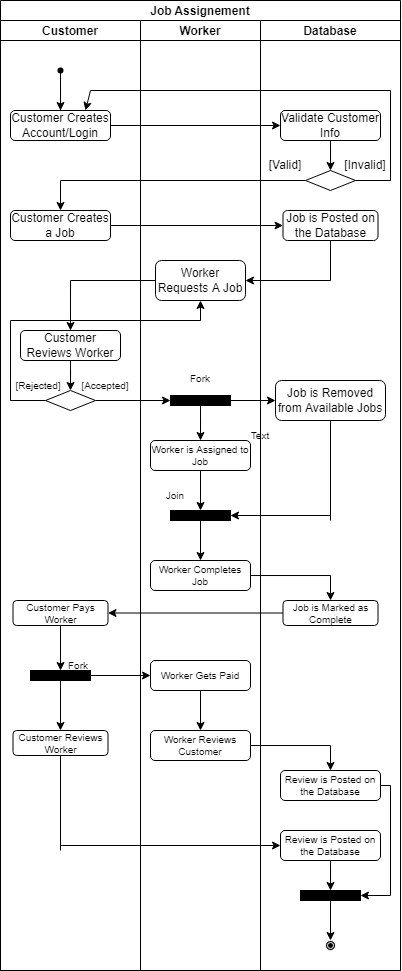 Job Assignement
Customer
Worker
Database
Customer Creates
Account/Login
Validate Customer
Info
[Valid]
[Invalid]
Customer Creates
a Job
Job is Posted on
the Database
Worker
Requests A Job
Customer
Reviews Worker
[Rejected]
[Accepted]
Fork
Job is Removed
from Available Jobs
Text
Worker is Assigned to
Job
Join
Worker Completes
Job
Customer Pays
Worker
Job is Marked as
Complete
Fork
Worker Gets Paid
Customer Reviews
Worker
Worker Reviews
Customer
Review is Posted on
the Database
Review is Posted on
the Database